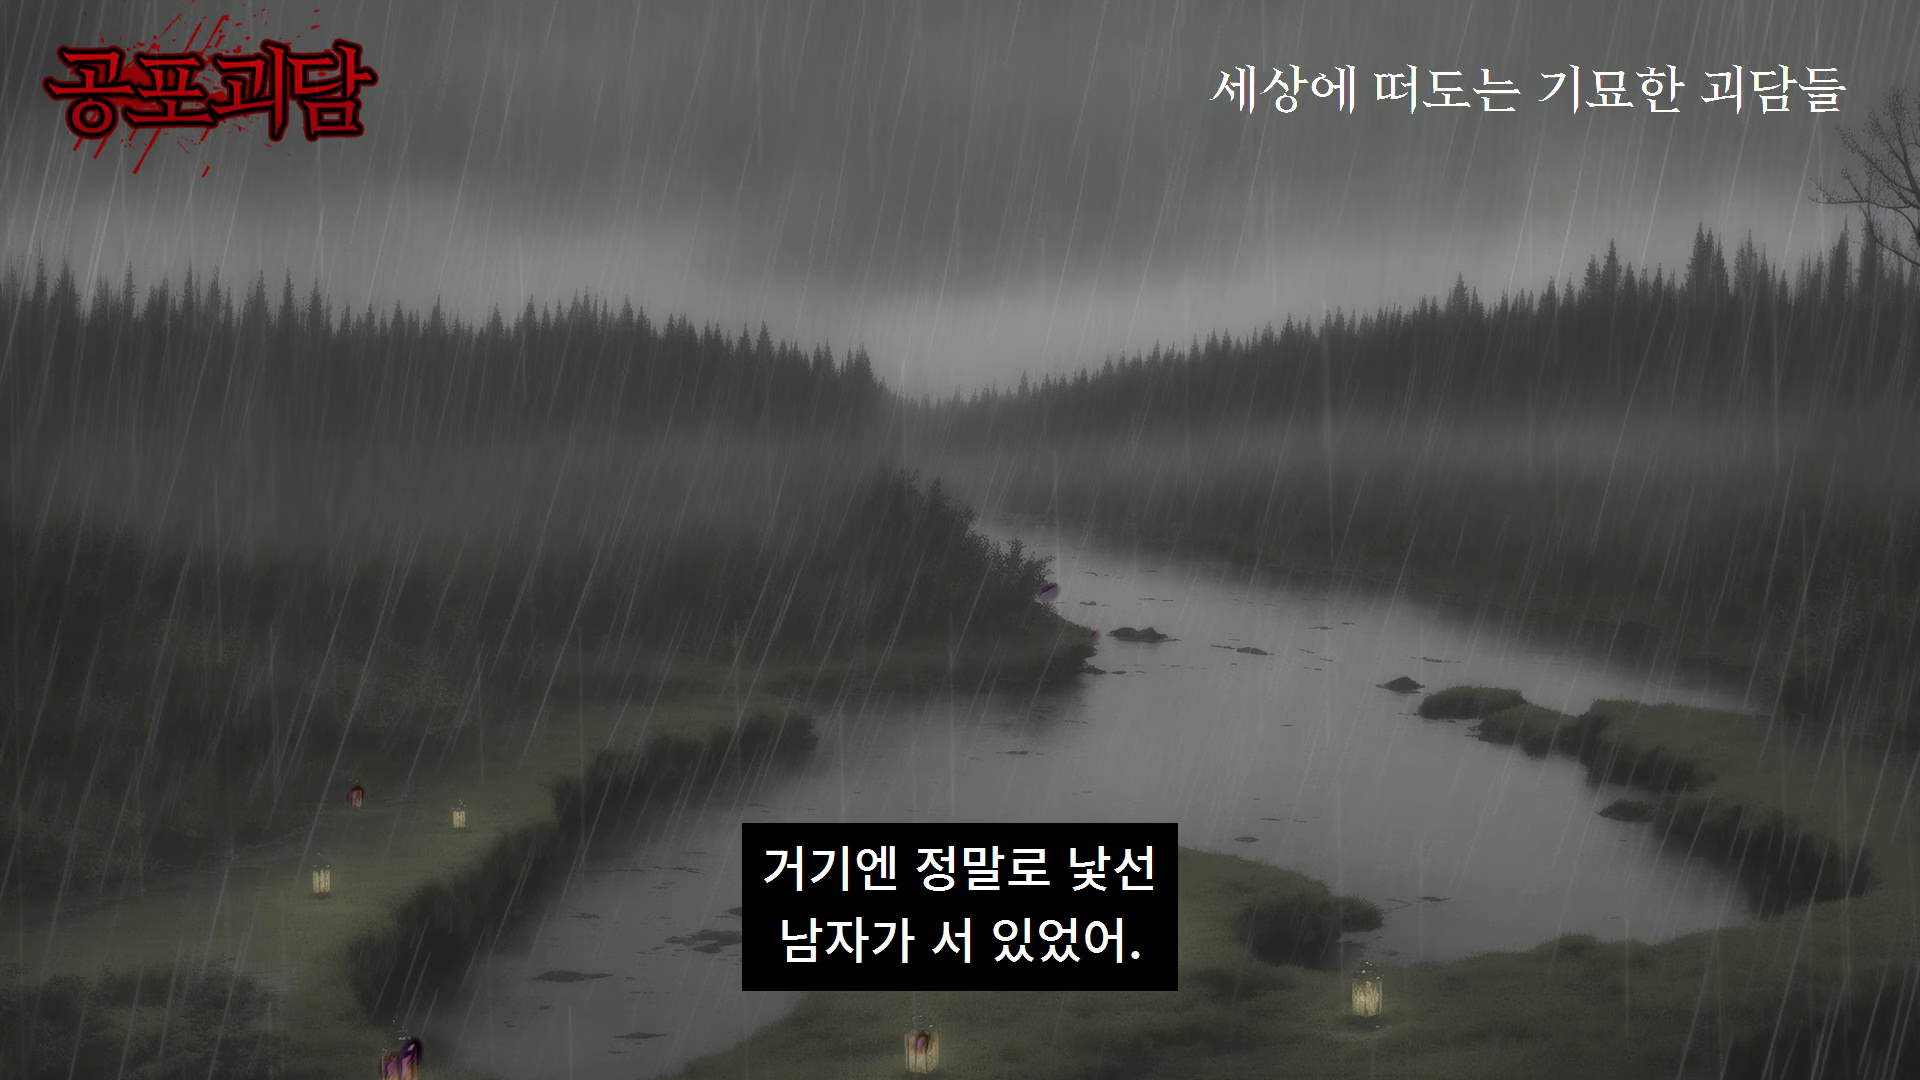 공포괴담
세상에 떠도는 기묘한 괴담들
거기엔 정말로 낯선
남자가 서 있었어.